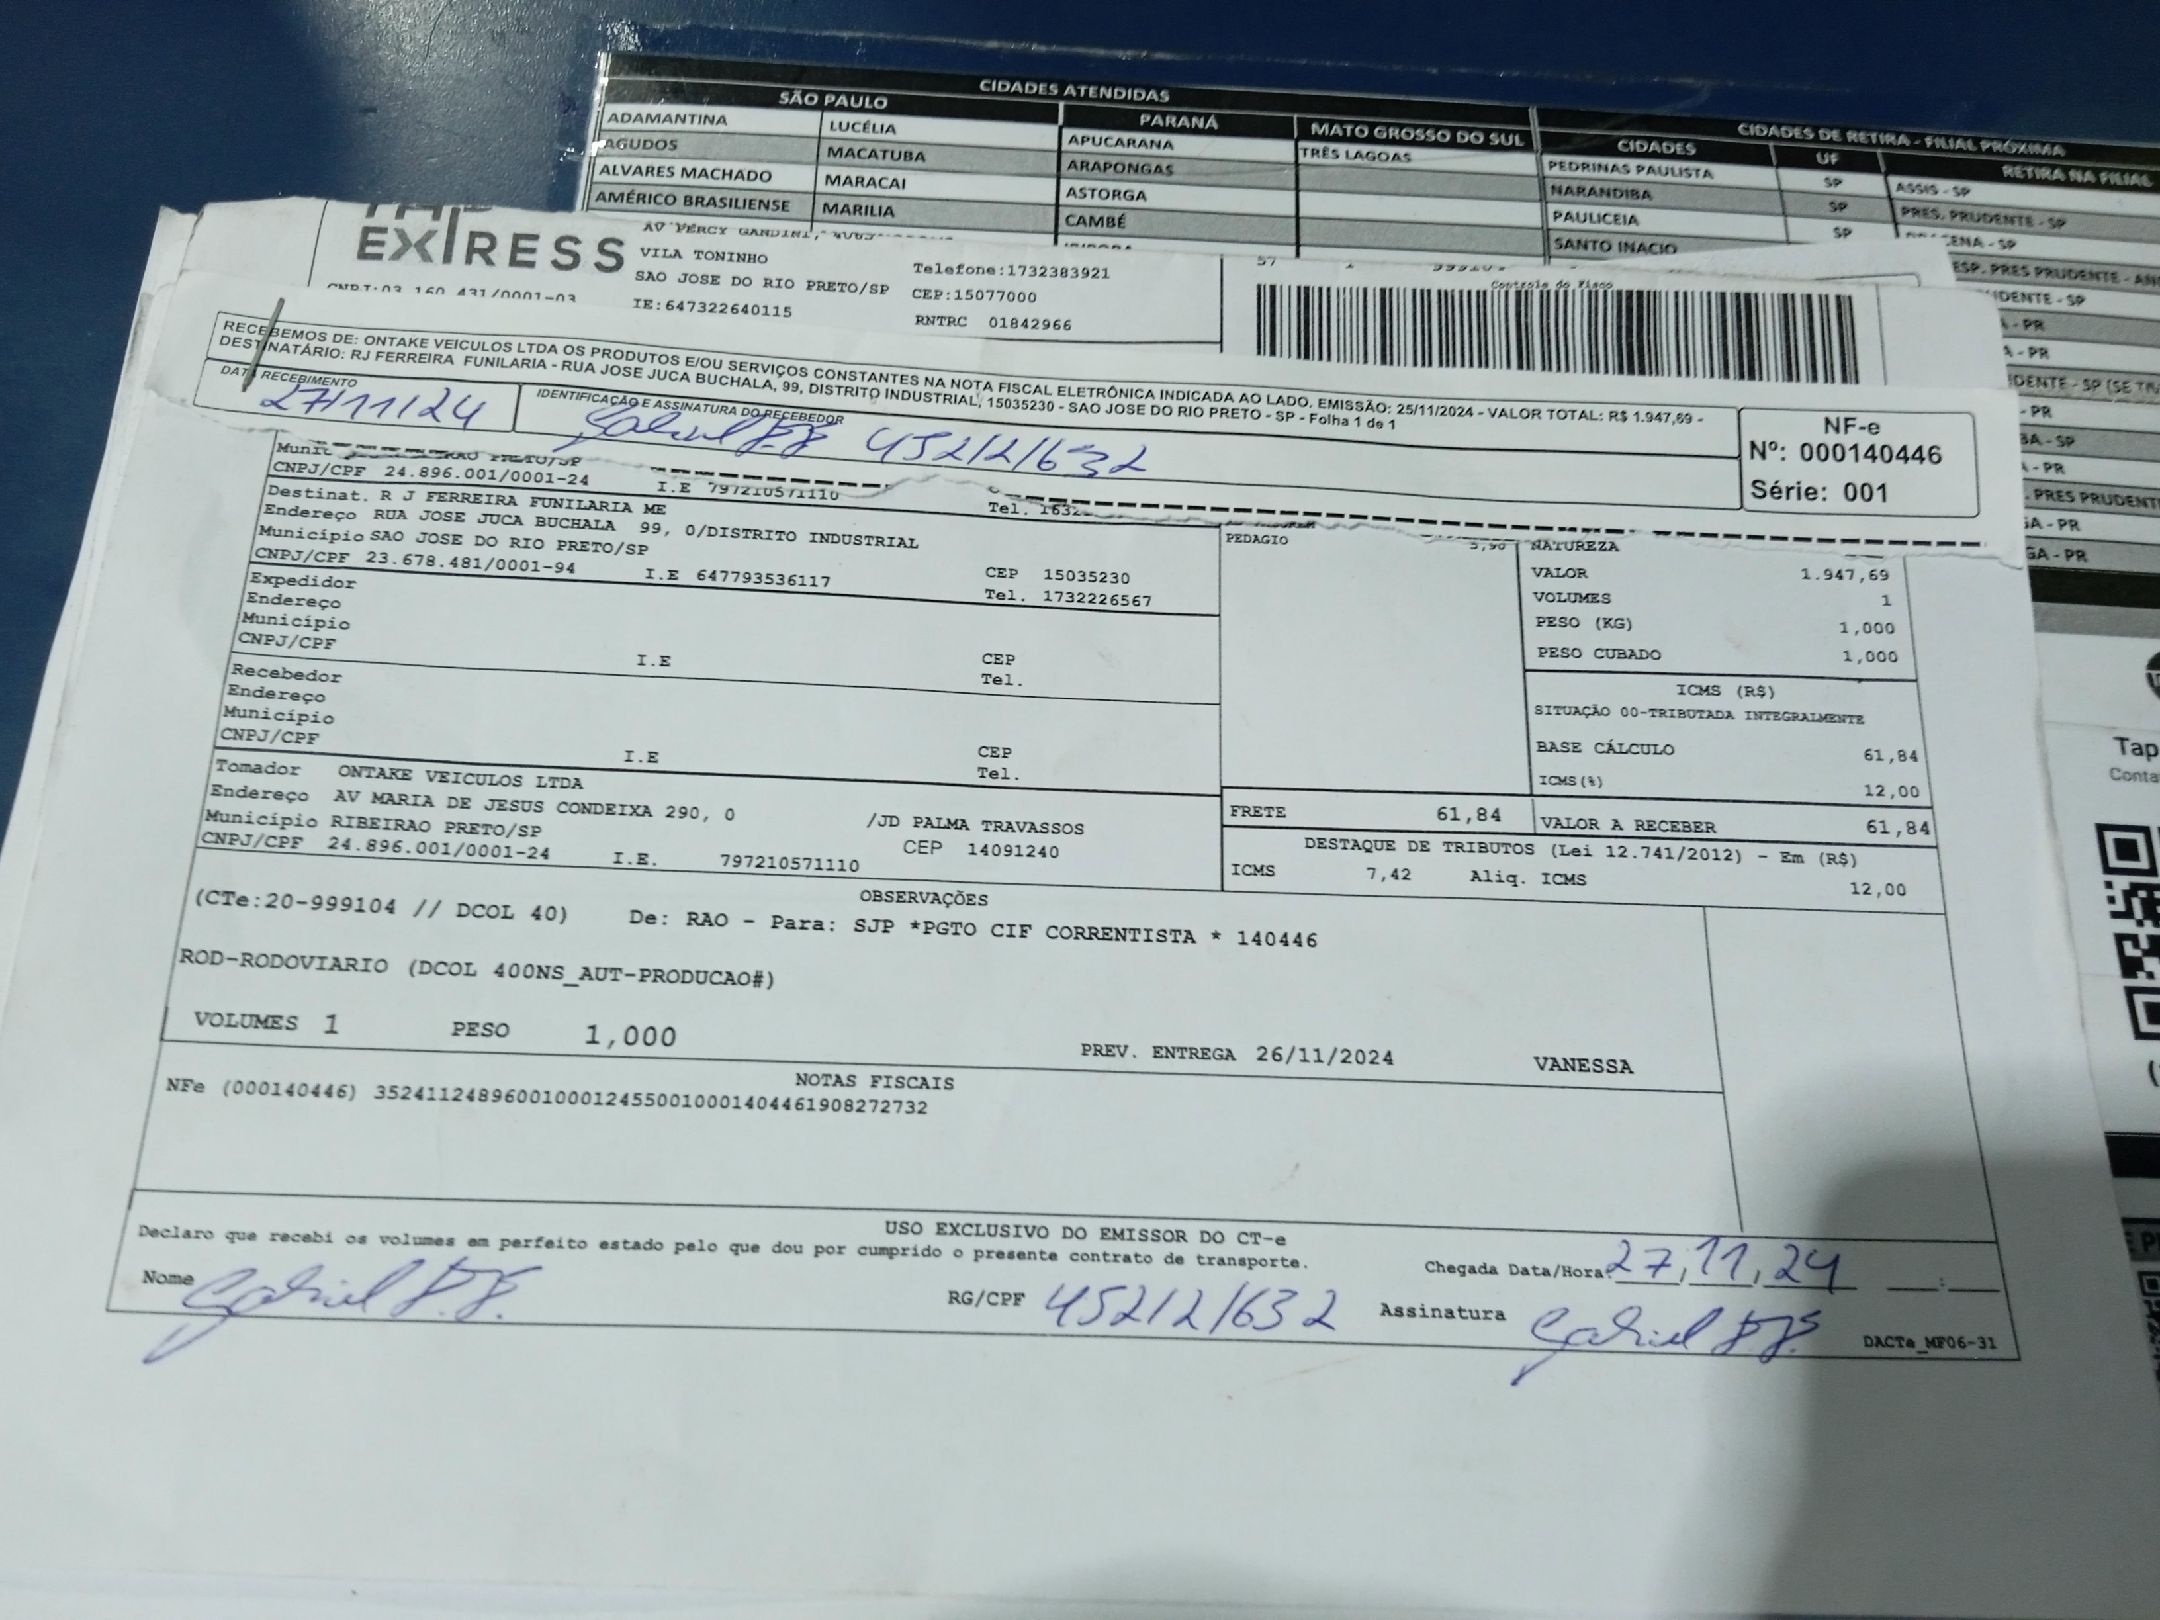 CIDADES ATENDIDAS
SÃO PAULO
PARANÁ
MATO GROSSO DO SUL
ADAMANTINA LUCÉLIA APUCARANA TRÊS LAGOAS
AGUDOS MACATUBA ARAPONGAS
ALVARES MACHADO MARACAI ASTORGA
AMÉRICO BRASILIENSE MARILIA CAMBÉ
CIDADES DE RETIRA - FILIAL PRÓXIMA
CIDADES UF RETIRA NA FILIAL
PEDRINAS PAULISTA SP ASSIS - SP
NARANDIBA SP PRES. PRUDENTE - SP
PAULICEIA SP
SANTO INACIO
EXPRESS
VILA TONINHO
SAO JOSE DO RIO PRETO/SP
IE:647322640115
Telefone:1732383921
CEP:15077000
RNTRC 01842966
Controle do Fisco
RECEBEMOS DE: ONTAKE VEICULOS LTDA OS PRODUTOS E/OU SERVIÇOS CONSTANTES NA NOTA FISCAL ELETRÔNICA INDICADA AO LADO. EMISSÃO: 25/11/2024 - VALOR TOTAL: R$ 1.947,69 -
DESTINATÁRIO: RJ FERREIRA FUNILARIA - RUA JOSE JUCA BUCHALA, 99, DISTRITO INDUSTRIAL, 15035230 - SAO JOSE DO RIO PRETO - SP - Folha 1 de 1
DATA RECEBIMENTO
27/11/24
IDENTIFICAÇÃO E ASSINATURA DO RECEBEDOR
Gabriel
NF-e
Nº: 000140446
Série: 001
CNPJ/CPF 24.896.001/0001-24 I.E 797210571110
Destinat. R J FERREIRA FUNILARIA ME
Endereço RUA JOSE JUCA BUCHALA 99, 0/DISTRITO INDUSTRIAL
Município SAO JOSE DO RIO PRETO/SP CEP 15035230
CNPJ/CPF 23.678.481/0001-94 I.E 647793536117 Tel. 1732226567
Expedidor
Endereço
Município CEP
CNPJ/CPF I.E Tel.
Recebedor
Endereço
Município CEP
CNPJ/CPF I.E Tel.
Tomador ONTAKE VEICULOS LTDA
Endereço AV MARIA DE JESUS CONDEIXA 290, 0 /JD PALMA TRAVASSOS
Município RIBEIRAO PRETO/SP CEP 14091240
CNPJ/CPF 24.896.001/0001-24 I.E. 797210571110
PEDAGIO 5,90
NATUREZA
VALOR 1.947,69
VOLUMES 1
PESO (KG) 1,000
PESO CUBADO 1,000
ICMS (R$)
SITUAÇÃO 00-TRIBUTADA INTEGRALMENTE
BASE CÁLCULO 61,84
ICMS(%) 12,00
FRETE 61,84 VALOR A RECEBER 61,84
DESTAQUE DE TRIBUTOS (Lei 12.741/2012) - Em (R$)
ICMS 7,42 Aliq. ICMS 12,00
OBSERVAÇÕES
(CTe:20-999104 // DCOL 40) De: RAO - Para: SJP *PGTO CIF CORRENTISTA * 140446
ROD-RODOVIARIO (DCOL 400NS_AUT-PRODUCAO#)
VOLUMES 1 PESO 1,000 PREV. ENTREGA 26/11/2024 VANESSA
NOTAS FISCAIS
NFe (000140446) 35241124896001000124550010001404461908272732
USO EXCLUSIVO DO EMISSOR DO CT-e
Declaro que recebi os volumes em perfeito estado pelo que dou por cumprido o presente contrato de transporte.
Chegada Data/Hora: 27,11,24
Nome Gabriel
RG/CPF
Assinatura Gabriel
DACTe_MF06-31